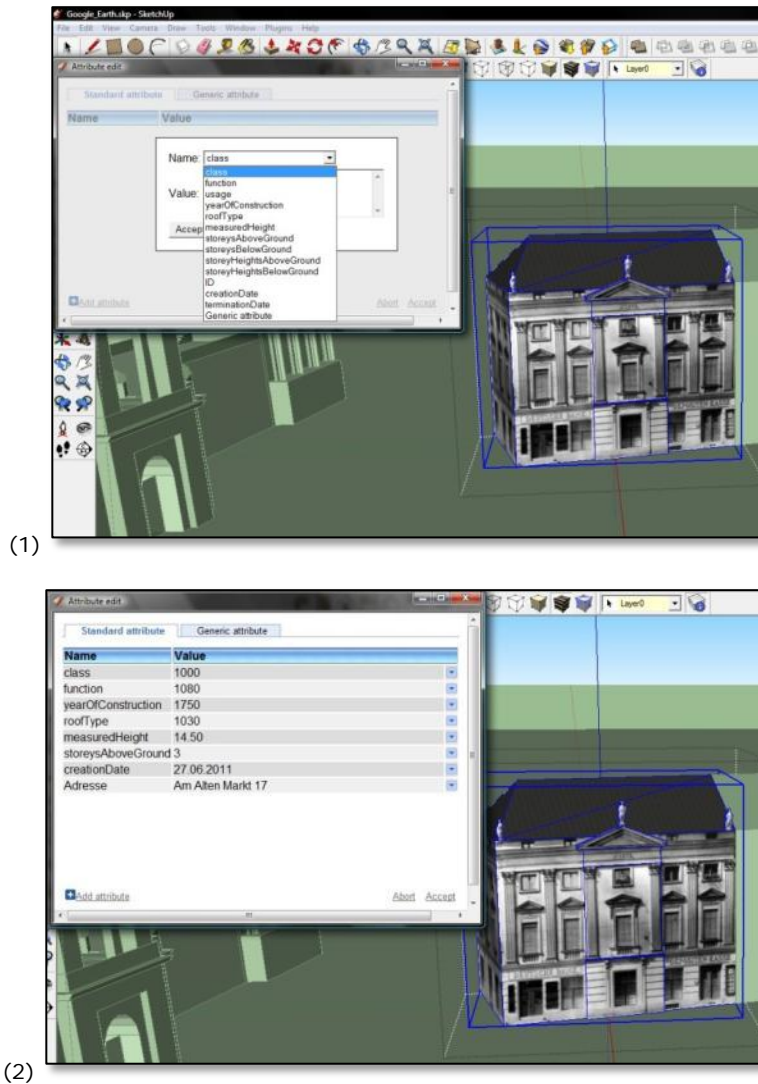 Google_Earth.skp - SketchUp
File Edit View Camera Draw Tools Window Plugins Help
Attribute edit
Layer0
Standard attribute Generic attribute
Name Value
Name: class
class
function
Value: usage
yearOfConstruction
roofType
Accep measuredHeight
storeysAboveGround
storeysBelowGround
storeyHeightsAboveGround
storeyHeightsBelowGround
ID
creationDate
Add attribute terminationDate Abort Accept
Generic attribute
(1)
Attribute edit
Layer0
Standard attribute Generic attribute
Name Value
class 1000
function 1080
yearOfConstruction 1750
roofType 1030
measuredHeight 14.50
storeysAboveGround 3
creationDate 27.06.2011
Adresse Am Alten Markt 17
Add attribute Abort Accept
(2)